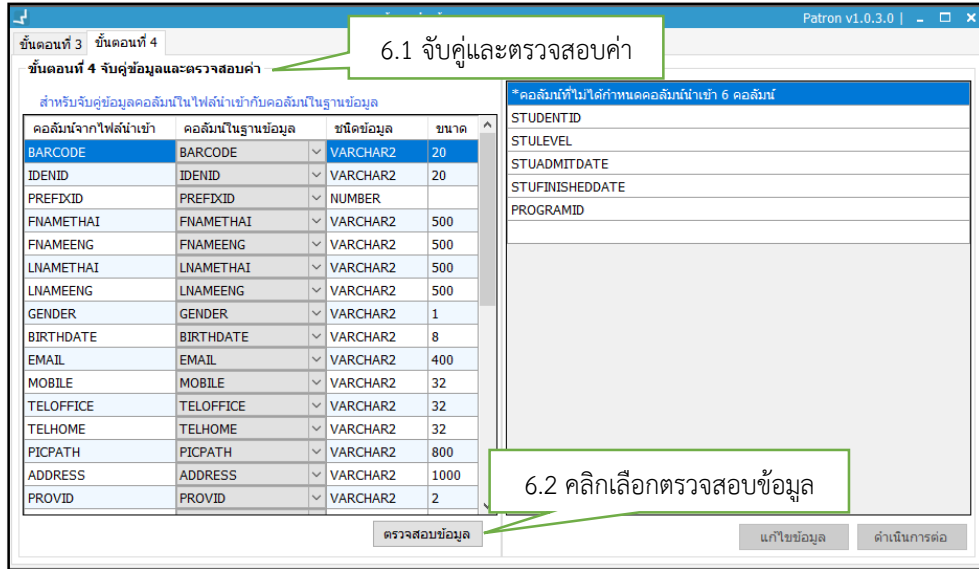 Patron v1.0.3.0
ขั้นตอนที่ 3 ขั้นตอนที่ 4
6.1 จับคู่และตรวจสอบค่า
ขั้นตอนที่ 4 จับคู่ข้อมูลและตรวจสอบค่า
สำหรับจับคู่ข้อมูลคอลัมน์ในไฟล์นำเข้ากับคอลัมน์ในฐานข้อมูล
คอลัมน์จากไฟล์นำเข้า คอลัมน์ในฐานข้อมูล ชนิดข้อมูล ขนาด
BARCODE BARCODE VARCHAR2 20
IDENID IDENID VARCHAR2 20
PREFIXID PREFIXID NUMBER
FNAMETHAI FNAMETHAI VARCHAR2 500
FNAMEENG FNAMEENG VARCHAR2 500
LNAMETHAI LNAMETHAI VARCHAR2 500
LNAMEENG LNAMEENG VARCHAR2 500
GENDER GENDER VARCHAR2 1
BIRTHDATE BIRTHDATE VARCHAR2 8
EMAIL EMAIL VARCHAR2 400
MOBILE MOBILE VARCHAR2 32
TELOFFICE TELOFFICE VARCHAR2 32
TELHOME TELHOME VARCHAR2 32
PICPATH PICPATH VARCHAR2 800
ADDRESS ADDRESS VARCHAR2 1000
PROVID PROVID VARCHAR2 2
ตรวจสอบข้อมูล
*คอลัมน์ที่ไม่ได้กำหนดคอลัมน์นำเข้า 6 คอลัมน์
STUDENTID
STULEVEL
STUADMITDATE
STUFINISHEDDATE
PROGRAMID
6.2 คลิกเลือกตรวจสอบข้อมูล
แก้ไขข้อมูล ดำเนินการต่อ